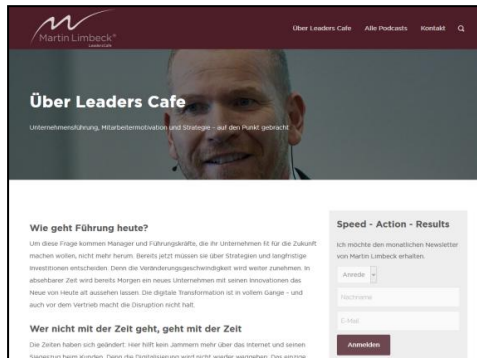 Martin Limbeck®
LeadersCafe
Über Leaders Cafe Alle Podcasts Kontakt
Über Leaders Cafe
Unternehmensführung, Mitarbeitermotivation und Strategie – auf den Punkt gebracht
Wie geht Führung heute?
Um diese Frage kommen Manager und Führungskräfte, die ihr Unternehmen fit für die Zukunft
machen wollen, nicht mehr herum. Bereits jetzt müssen sie über Strategien und langfristige
Investitionen entscheiden. Denn die Veränderungsgeschwindigkeit wird weiter zunehmen. In
absehbarer Zeit wird bereits Morgen ein neues Unternehmen mit seinen Innovationen das
Neue von Heute alt aussehen lassen. Die digitale Transformation ist in vollem Gange – und
auch vor dem Vertrieb macht die Disruption nicht halt.
Wer nicht mit der Zeit geht, geht mit der Zeit
Die Zeiten haben sich geändert: Hier hilft kein Jammern mehr über das Internet und seinen
Siegeszug beim Kunden. Denn die Digitalisierung wird nicht wieder weggehen. Das einzige
Speed - Action - Results
Ich möchte den monatlichen Newsletter
von Martin Limbeck erhalten.
Anrede
Nachname
E-Mail
Anmelden